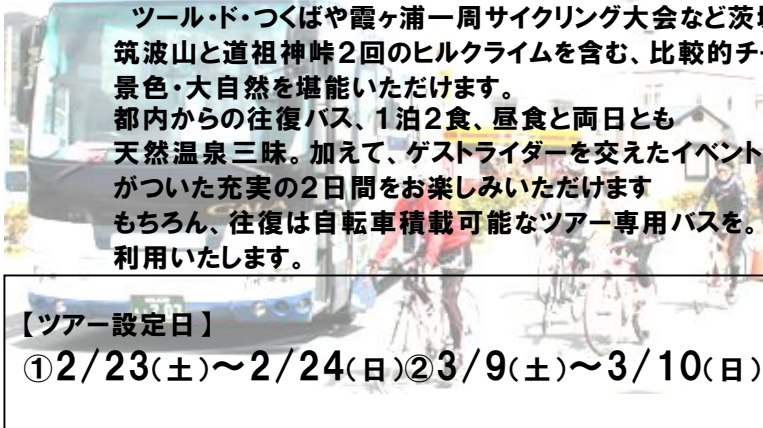 ツール・ド・つくばや霞ヶ浦一周サイクリング大会など茨
筑波山と道祖神峠２回のヒルクライムを含む、比較的チ
景色・大自然を堪能いただけます。
都内からの往復バス、１泊２食、昼食と両日とも
天然温泉三昧。加えて、ゲストライダーを交えたイベント
がついた充実の２日間をお楽しみいただけます
もちろん、往復は自転車積載可能なツアー専用バスを。
利用いたします。
【ツアー設定日】
①2/23(土)～2/24(日)②3/9(土)～3/10(日)